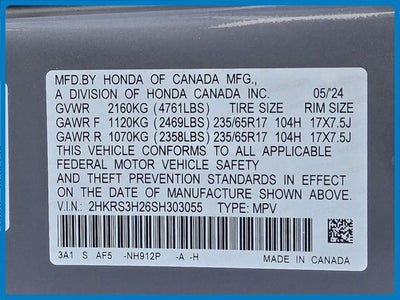 MFD.BY HONDA OF CANADA MFG.,
A DIVISION OF HONDA CANADA INC. 05/'24
GVWR 2160KG (4761LBS) TIRE SIZE RIM SIZE
GAWR F 1120KG (2469LBS) 235/65R17 104H 17X7.5J
GAWR R 1070KG (2358LBS) 235/65R17 104H 17X7.5J
THIS VEHICLE CONFORMS TO ALL APPLICABLE
FEDERAL MOTOR VEHICLE SAFETY
AND THEFT PREVENTION STANDARDS IN EFFECT
ON THE DATE OF MANUFACTURE SHOWN ABOVE.
V.I.N.: 2HKRS3H26SH303055 TYPE: MPV
3A1 S AF5 -NH912P -A -H MADE IN CANADA